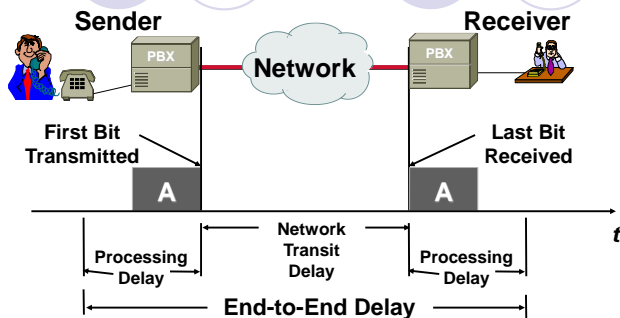 Sender
Receiver
PBX
PBX
Network
First Bit
Transmitted
Last Bit
Received
A
A
t
Network
Transit
Delay
Processing
Delay
Processing
Delay
End-to-End Delay